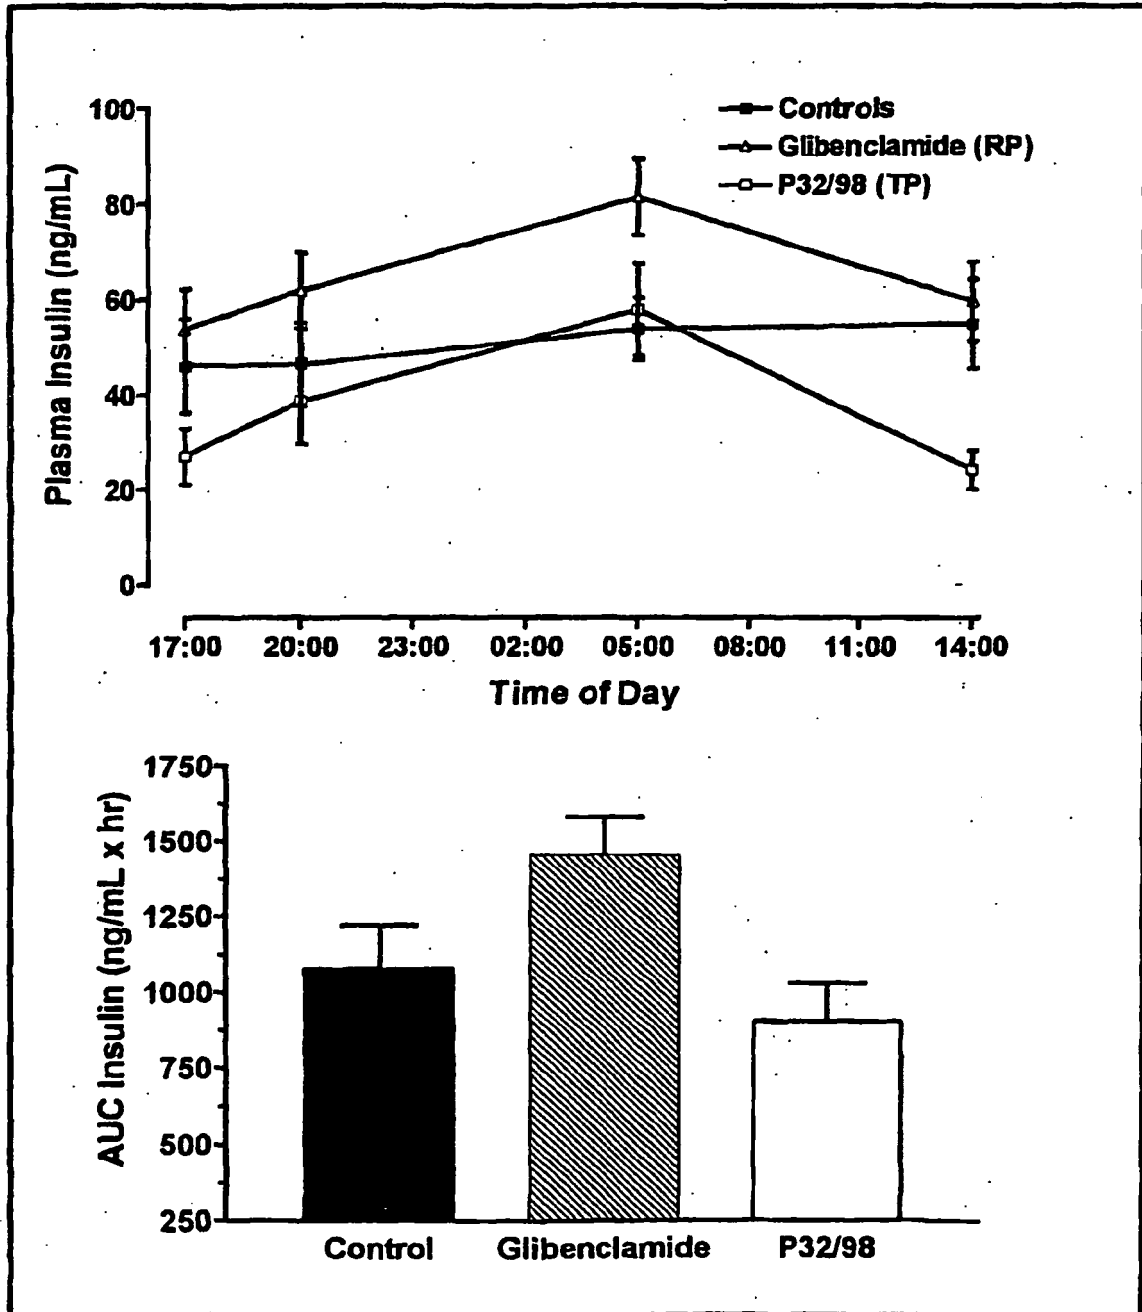 Plasma Insulin (ng/mL)
100
80
60
40
20
0
Controls
Glibenclamide (RP)
P32/98 (TP)
17:00 20:00 23:00 02:00 05:00 08:00 11:00 14:00
Time of Day
AUC Insulin (ng/mL x hr)
1750
1500
1250
1000
750
500
250
Control Glibenclamide P32/98